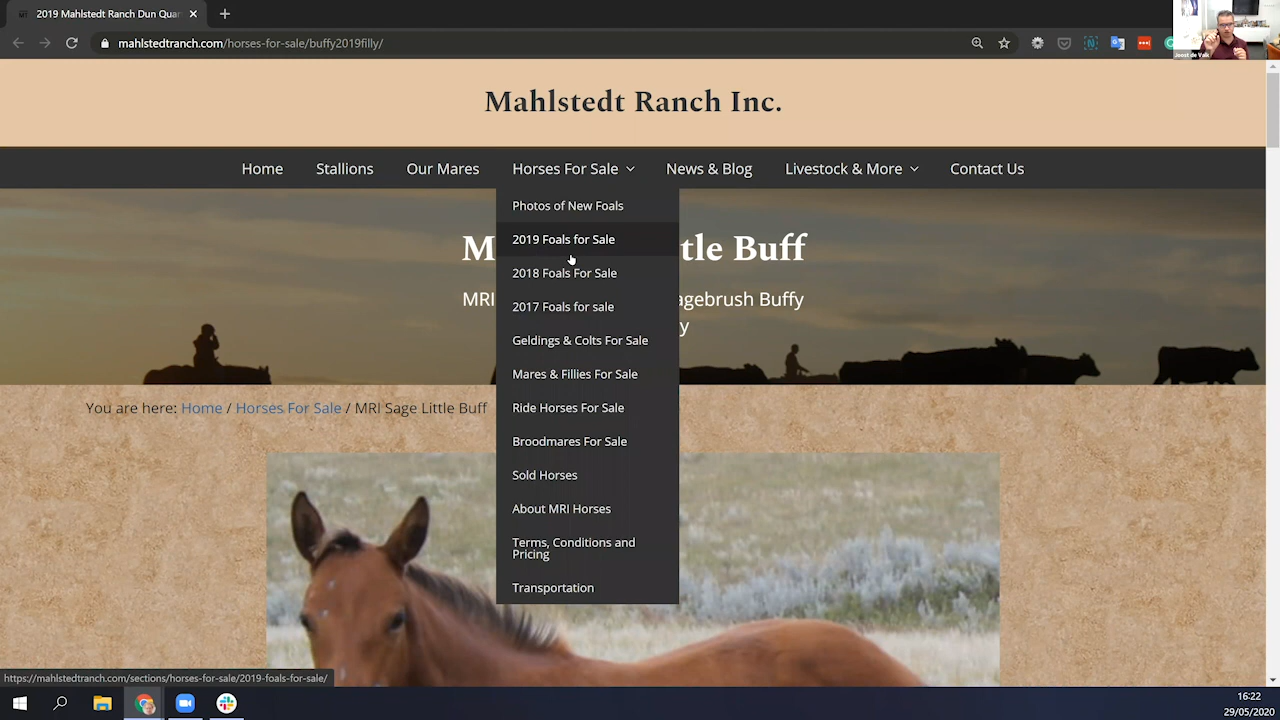 2019 Mahlstedt Ranch Dun Quar
mahlstedtranch.com/horses-for-sale/buffy2019filly/
Joost de Valk
Mahlstedt Ranch Inc.
Home Stallions Our Mares Horses For Sale News & Blog Livestock & More Contact Us
Photos of New Foals
2019 Foals for Sale
2018 Foals For Sale
2017 Foals for sale
Geldings & Colts For Sale
Mares & Fillies For Sale
Ride Horses For Sale
Broodmares For Sale
Sold Horses
About MRI Horses
Terms, Conditions and
Pricing
Transportation
M tle Buff
MRI agebrush Buffy
y
You are here: Home / Horses For Sale / MRI Sage Little Buff
https://mahlstedtranch.com/sections/horses-for-sale/2019-foals-for-sale/
16:22
29/05/2020